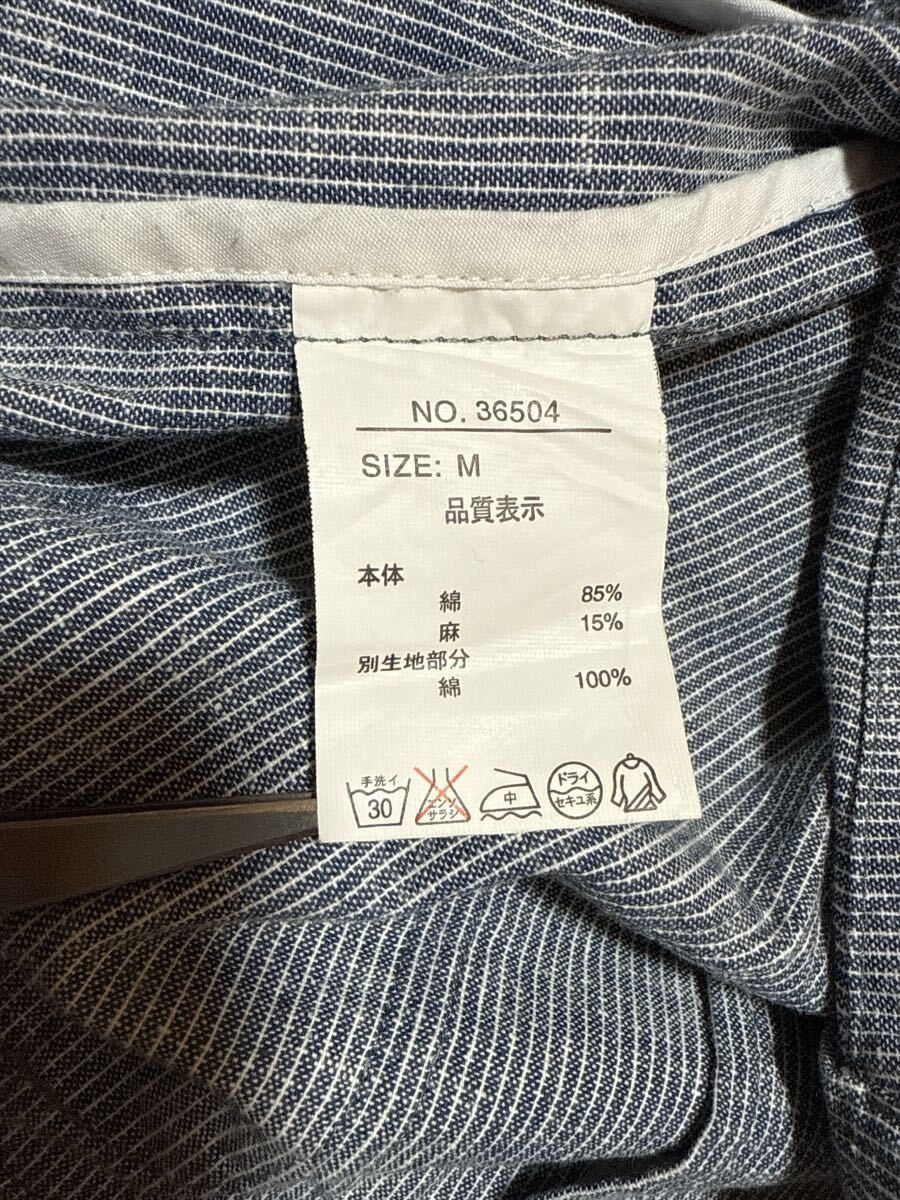 NO. 36504
SIZE: M
品質表示
本体
綿 85%
麻 15%
別生地部分
綿 100%
手洗イ 30
エンソサラシ
中
ドライ
セキユ系